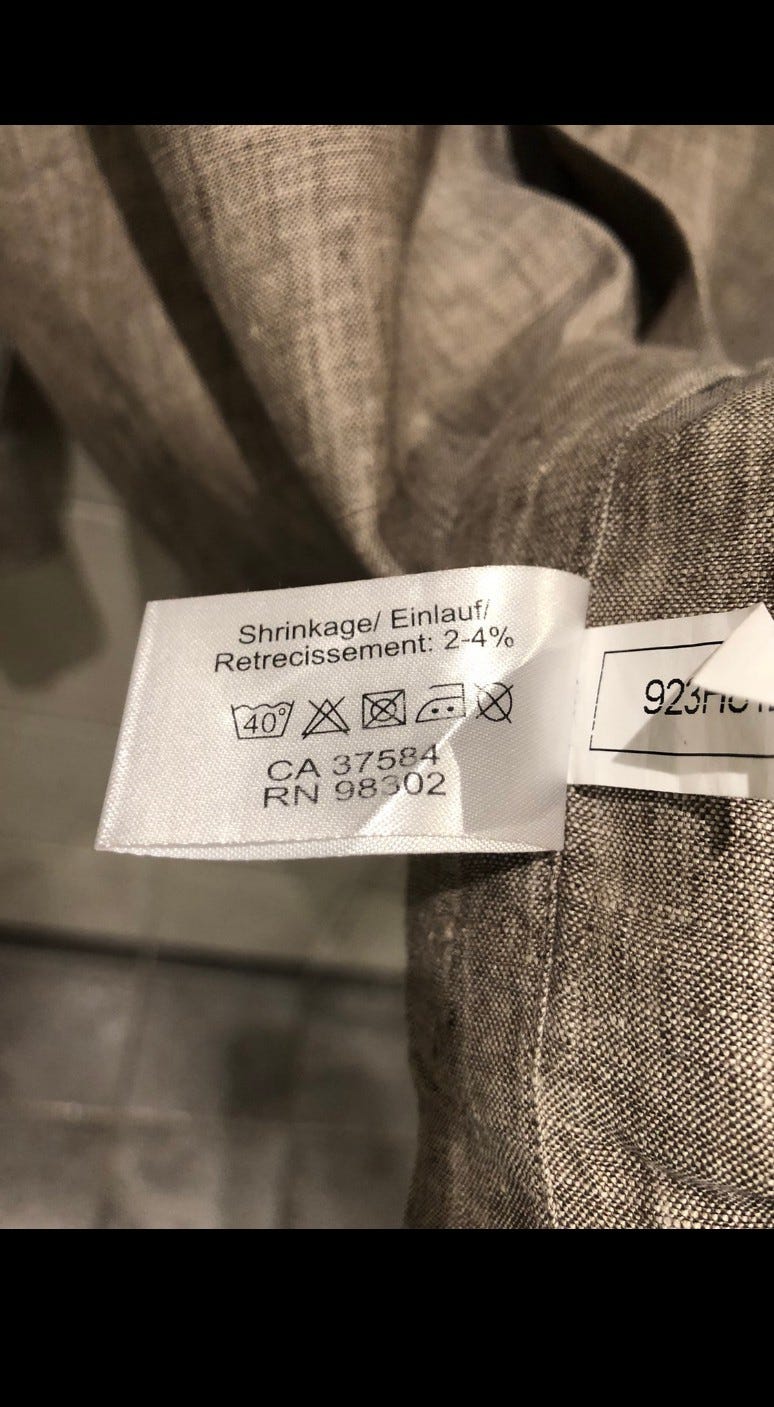 Shrinkage/ Einlauf/
Retrecissement: 2-4%
40°
CA 37584
RN 98302